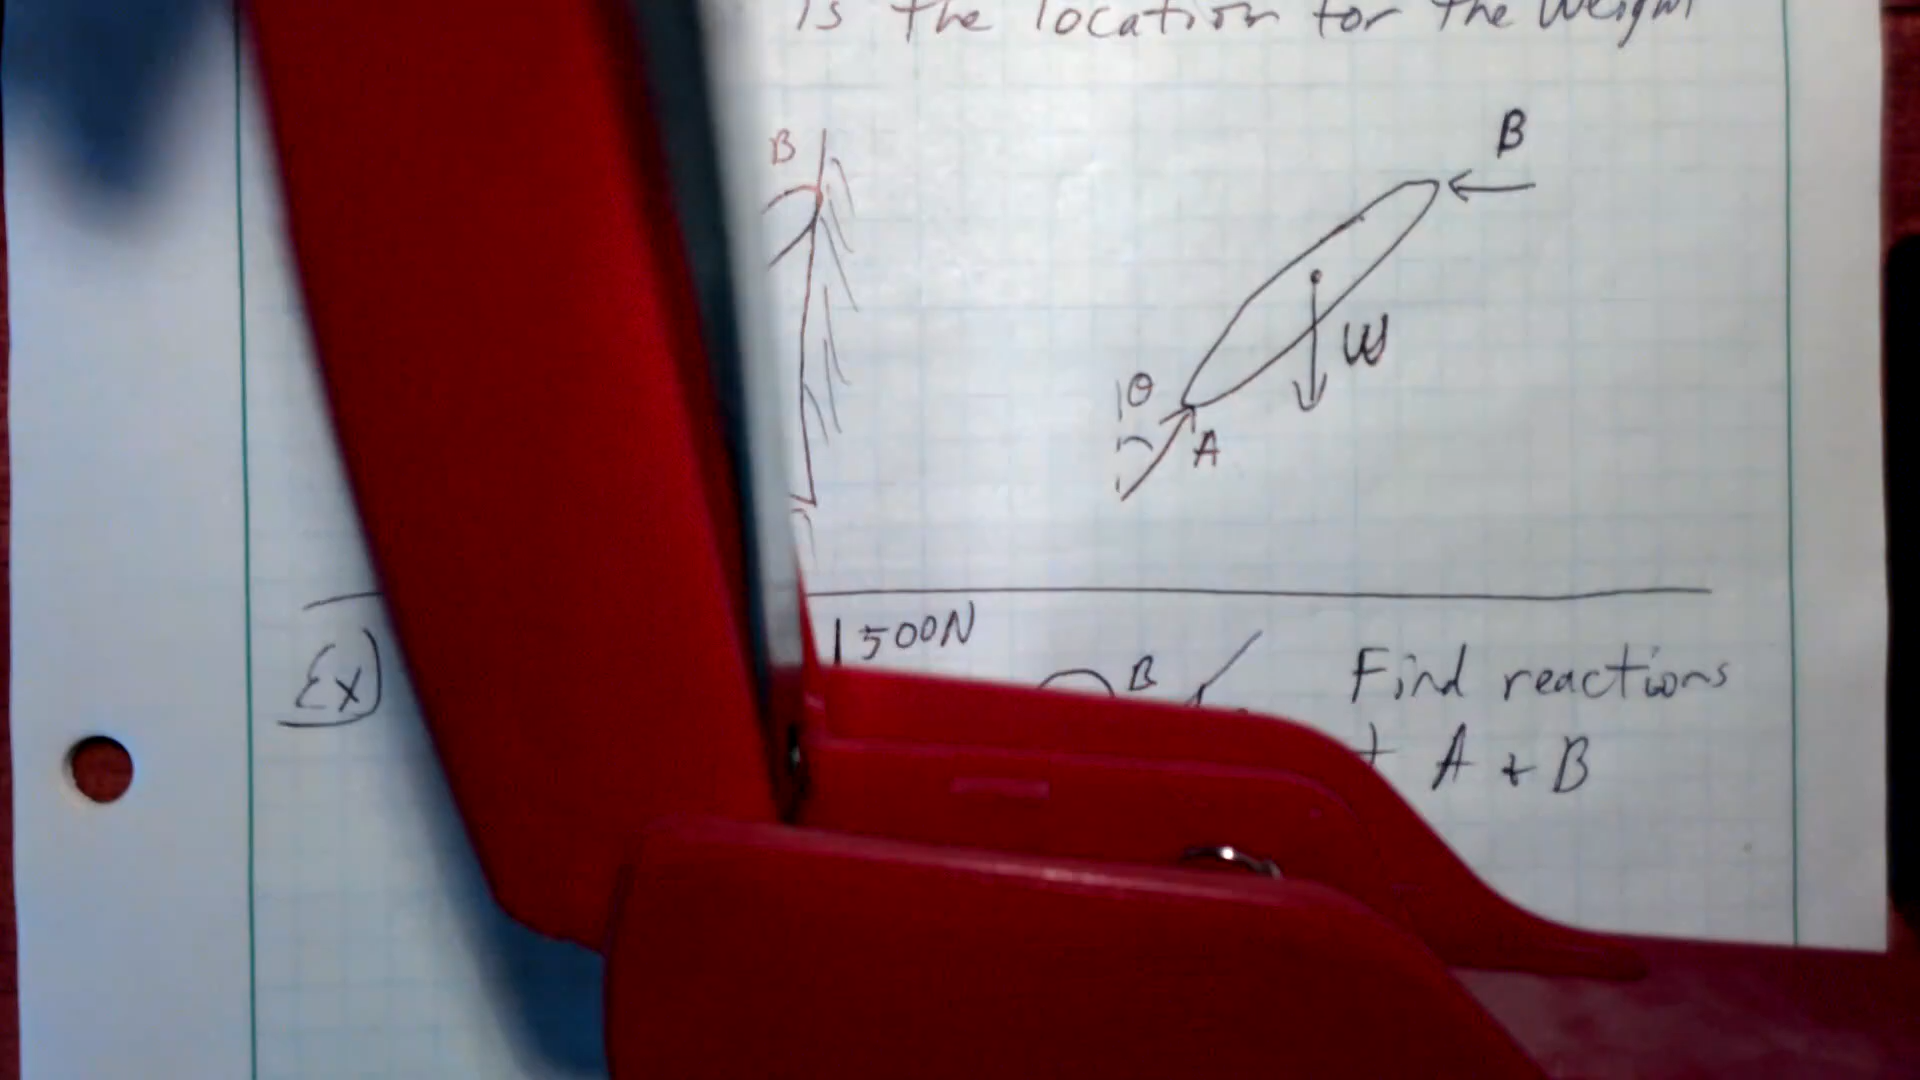 is the location for the weight
B
B
W
θ
A
Ex)
500N
B
Find reactions
A + B